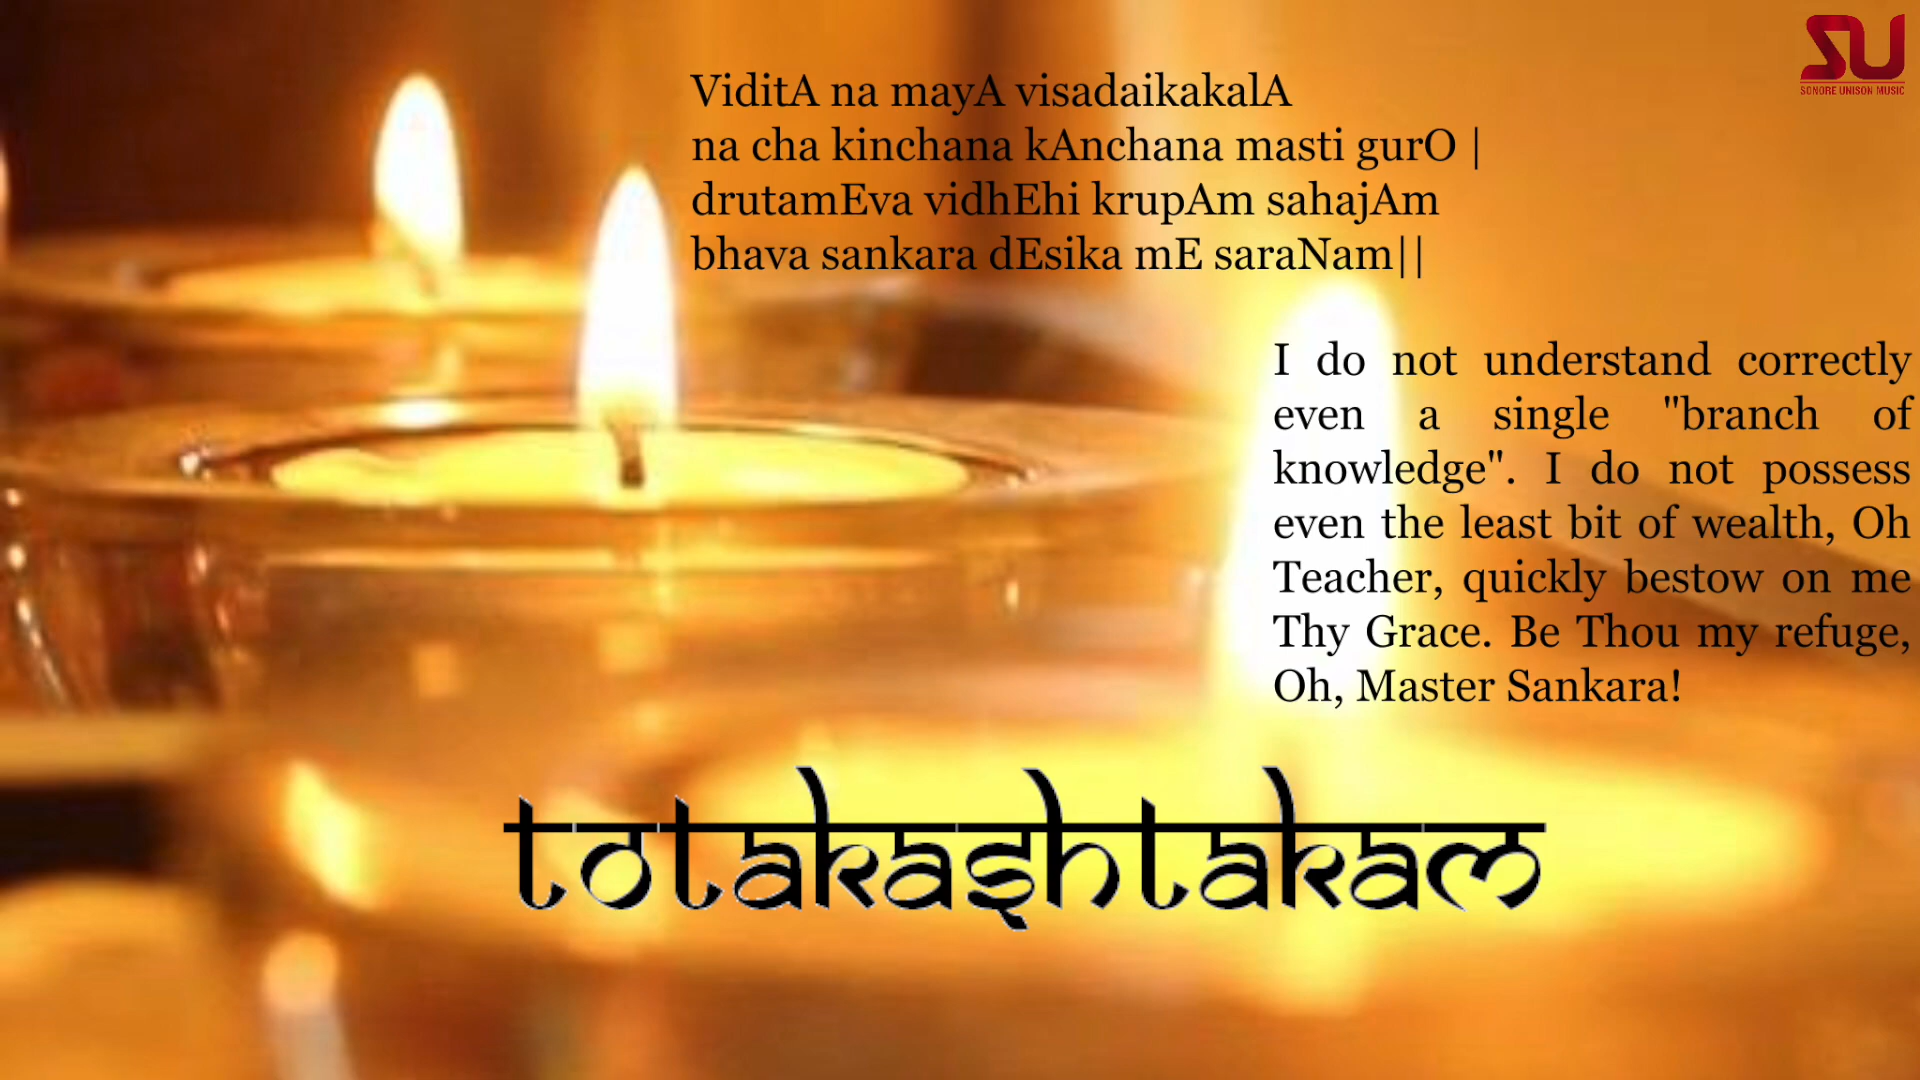 SU
SONORE UNISON MUSIC
ViditA na mayA visadaikakalA
na cha kinchana kAnchana masti gurO |
drutamEva vidhEhi krupAm sahajAm
bhava sankara dEsika mE saraNam||
I do not understand correctly
even a single "branch of
knowledge". I do not possess
even the least bit of wealth, Oh
Teacher, quickly bestow on me
Thy Grace. Be Thou my refuge,
Oh, Master Sankara!
totakashtakam